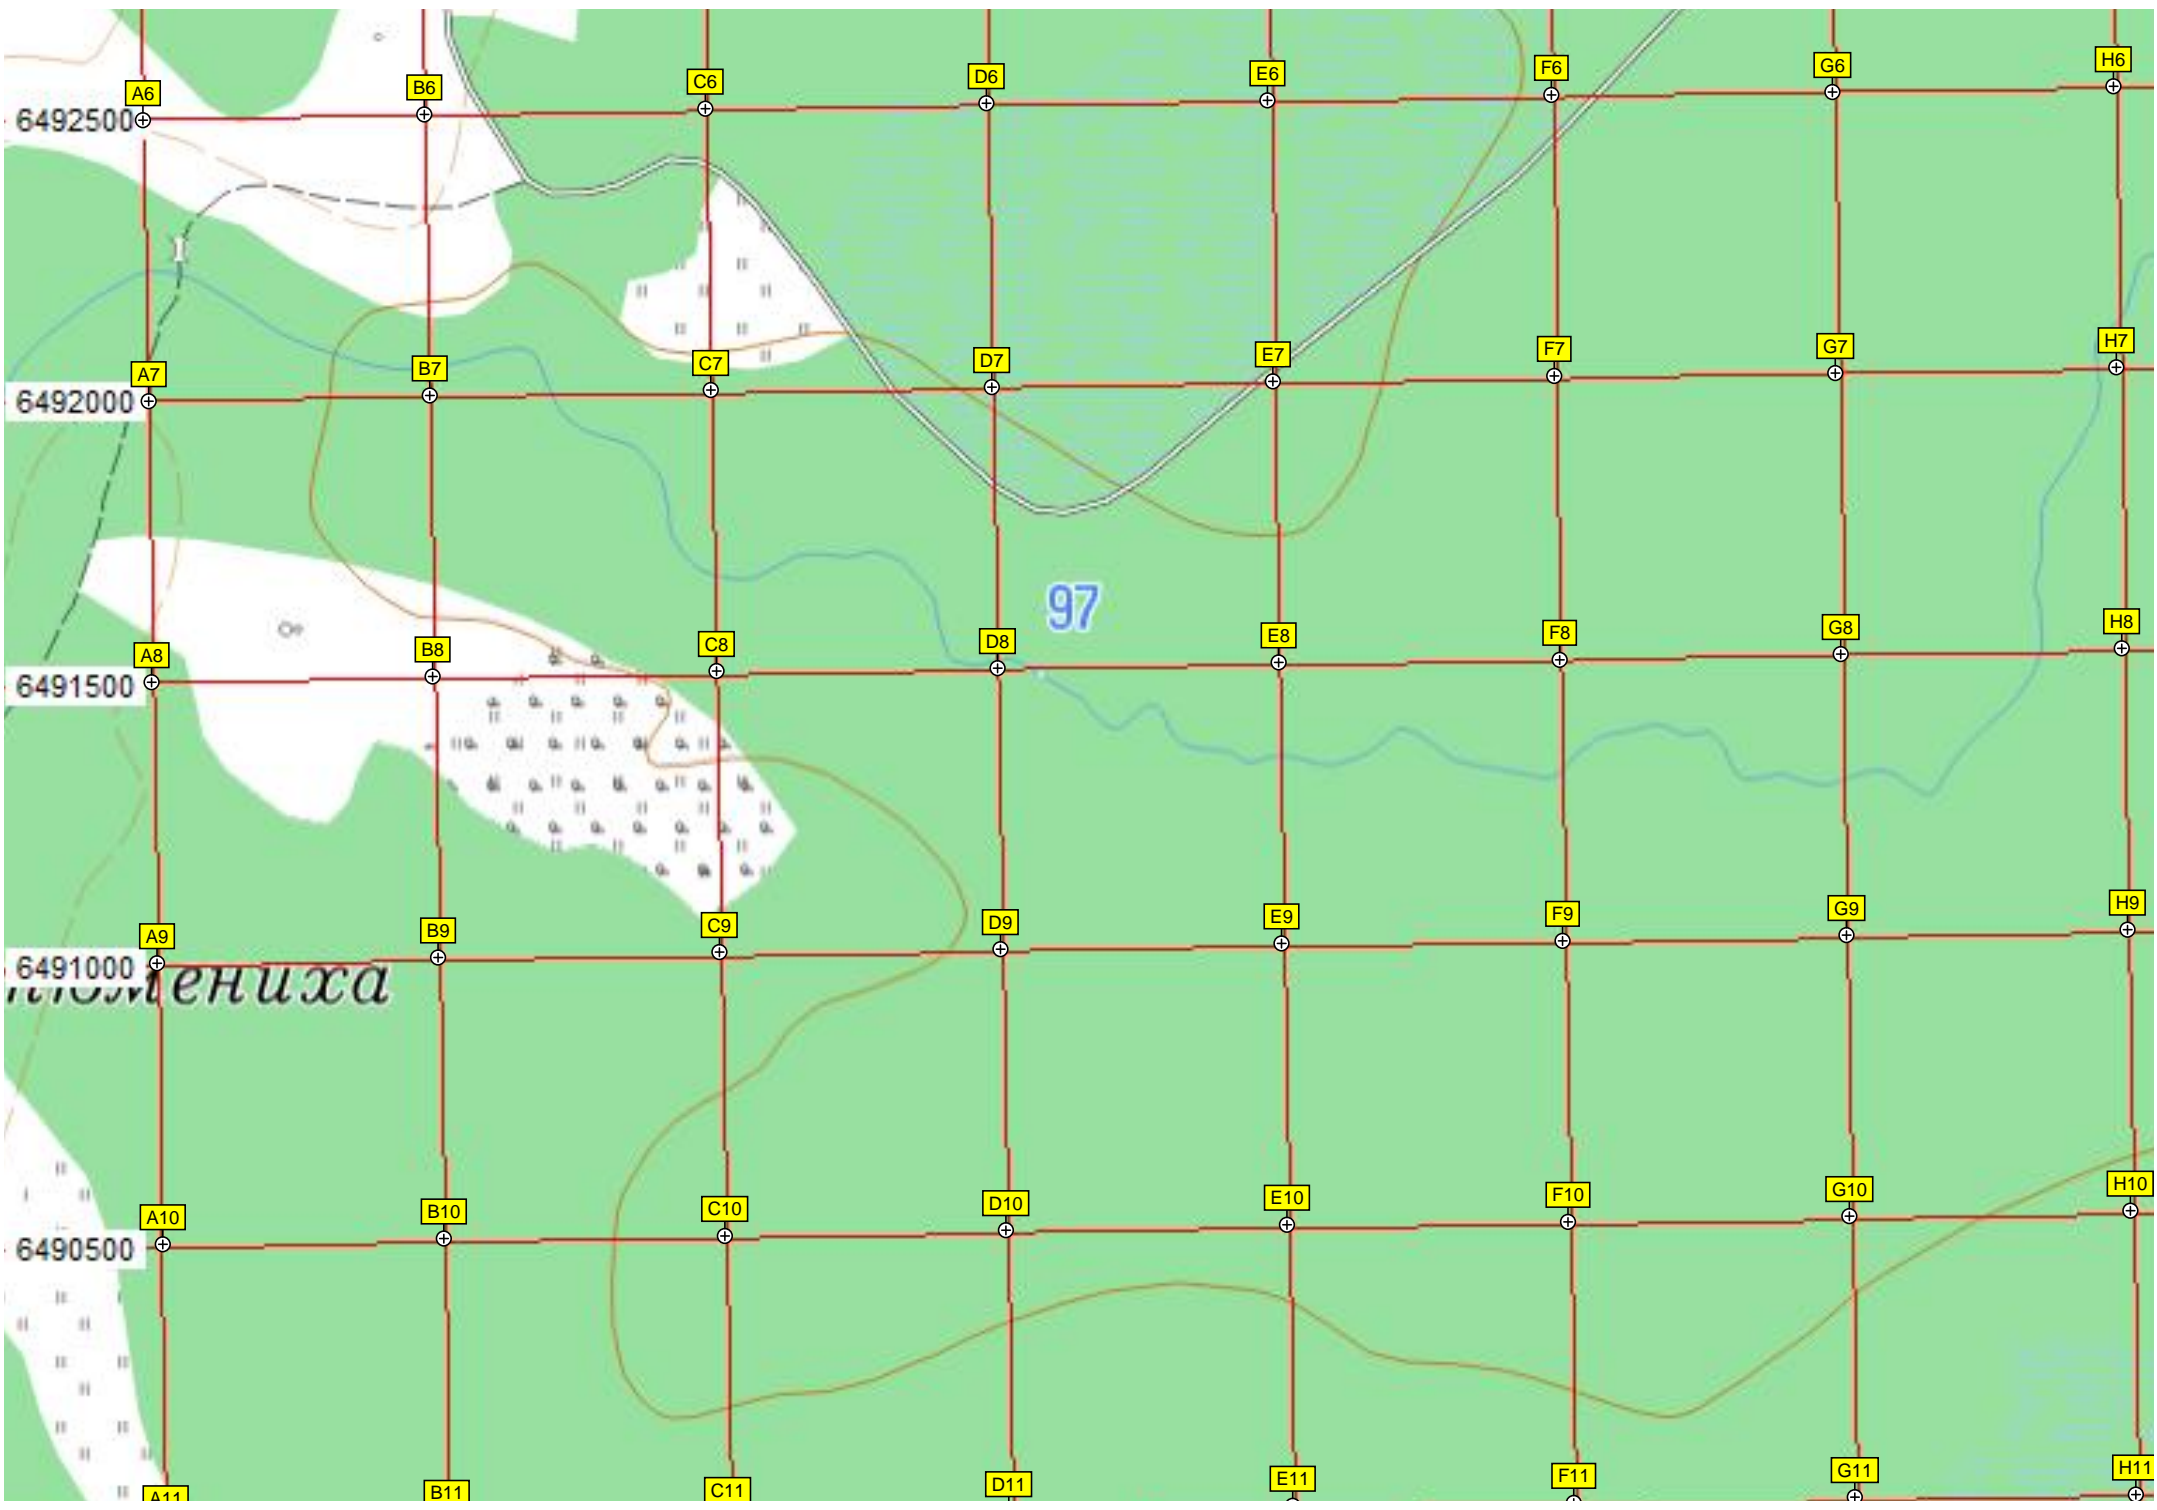 A6 B6 C6 D6 E6 F6 G6 H6
6492500
A7 B7 C7 D7 E7 F7 G7 H7
6492000
97
A8 B8 C8 D8 E8 F8 G8 H8
6491500
A9 B9 C9 D9 E9 F9 G9 H9
6491000
A10 B10 C10 D10 E10 F10 G10 H10
6490500
A11 B11 C11 D11 E11 F11 G11 H11